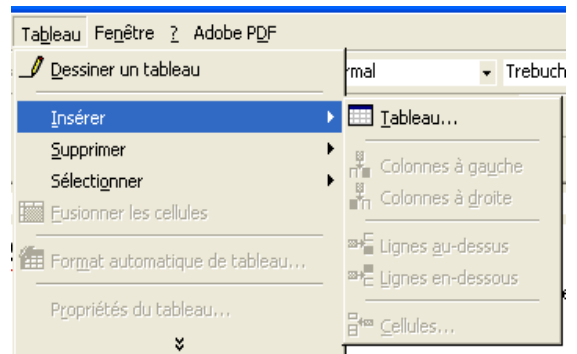 Tableau Fenêtre ? Adobe PDF
Dessiner un tableau
rmal Trebuch
Insérer
Tableau...
Supprimer
Colonnes à gauche
Sélectionner
Colonnes à droite
Fusionner les cellules
Lignes au-dessus
Format automatique de tableau...
Lignes en-dessous
Propriétés du tableau...
Cellules...